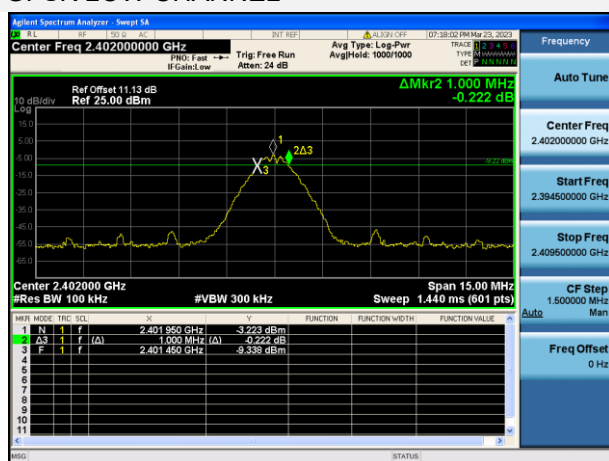 Agilent Spectrum Analyzer - Swept SA
RL RF 50 Ω AC INT REF ALIGN OFF 07:18:02 PM Mar 23, 2023
Center Freq 2.402000000 GHz
PNO: Fast
IFGain:Low
Trig: Free Run
Atten: 24 dB
Avg Type: Log-Pwr
Avg|Hold: 1000/1000
TRACE 1 2 3 4 5 6
TYPE
DET P N N N N N
Ref Offset 11.13 dB
10 dB/div Ref 25.00 dBm
Log
ΔMkr2 1.000 MHz
-0.222 dB
15.0
5.00
-5.00
-15.0
-25.0
-35.0
-45.0
-55.0
-65.0
1
2Δ3
3
-9.22 dBm
Center 2.402000 GHz Span 15.00 MHz
#Res BW 100 kHz #VBW 300 kHz Sweep 1.440 ms (601 pts)
MKR MODE TRC SCL X Y FUNCTION FUNCTION WIDTH FUNCTION VALUE
1 N 1 f 2.401 950 GHz -3.223 dBm
2 Δ3 1 f (Δ) 1.000 MHz (Δ) -0.222 dB
3 F 1 f 2.401 450 GHz -9.338 dBm
4
5
6
7
8
9
10
11
MSG STATUS
Frequency
Auto Tune
Center Freq
2.402000000 GHz
Start Freq
2.394500000 GHz
Stop Freq
2.409500000 GHz
CF Step
1.500000 MHz
Auto Man
Freq Offset
0 Hz